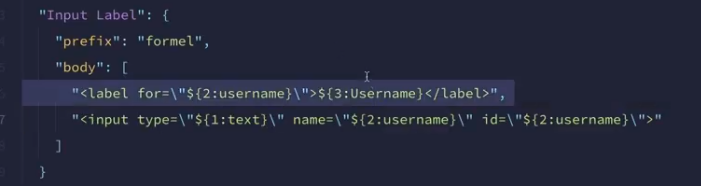 "Input Label": {
"prefix": "formel",
"body": [
"<label for=\"${2:username}\">${3:Username}</label>",
7 "<input type=\"${1:text}\" name=\"${2:username}\" id=\"${2:username}\">"
]
}